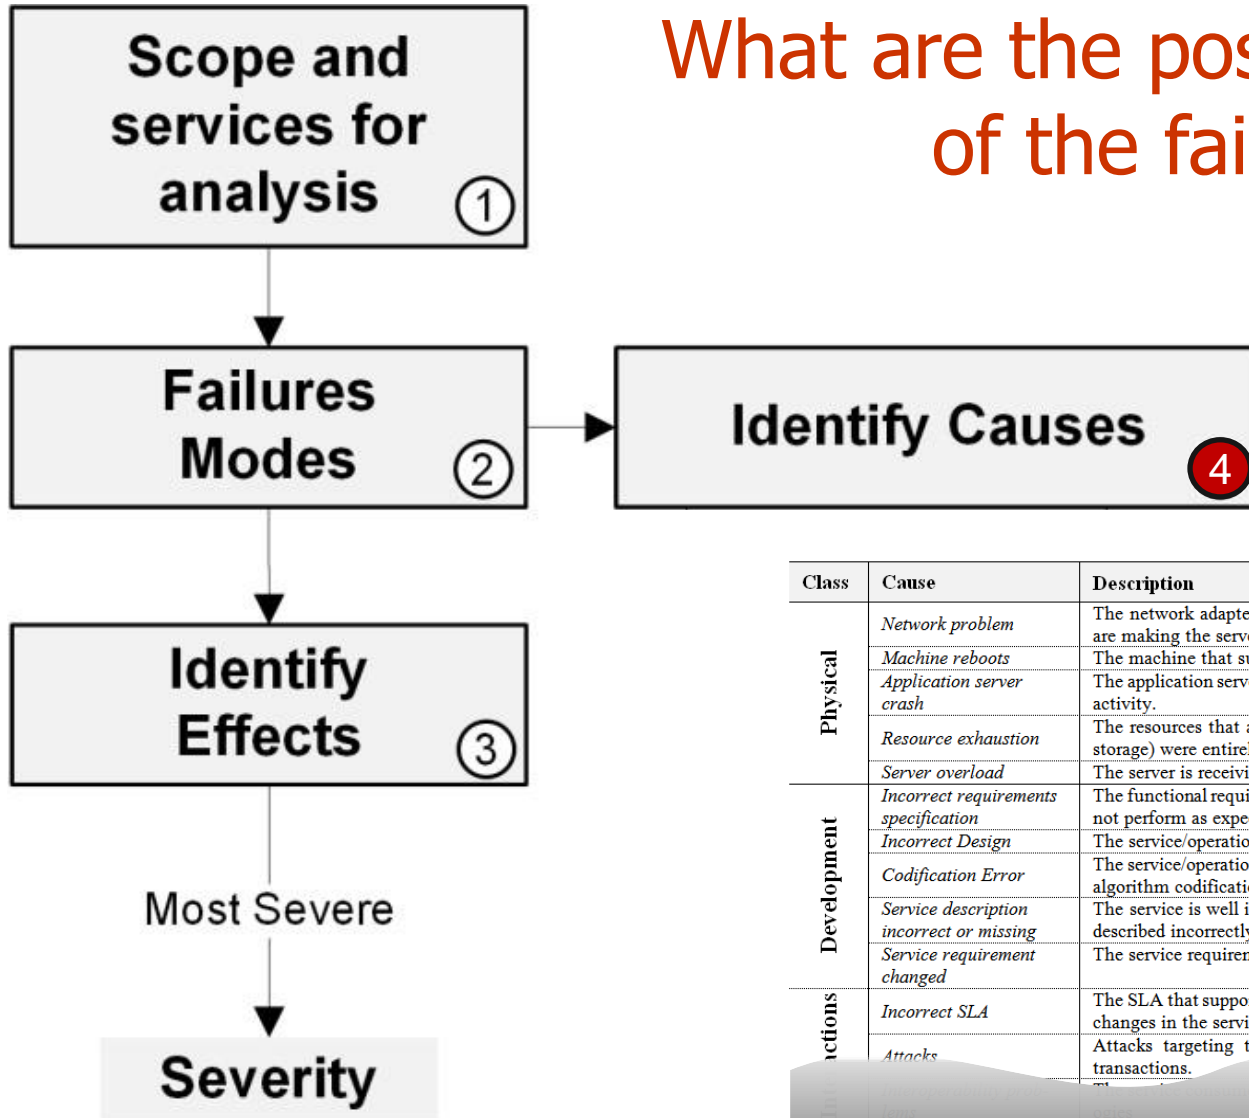 What are the pos
of the fai
Scope and
services for
analysis
1
Failures
Modes
2
Identify Causes
4
Identify
Effects
3
Most Severe
Severity
Class Cause Description
Physical
Network problem
The network adapte
are making the serv
Machine reboots
The machine that su
Application server
crash
The application serv
activity.
Resource exhaustion
The resources that a
storage) were entirel
Server overload
The server is receivi
Development
Incorrect requirements
specification
The functional requi
not perform as expe
Incorrect Design
The service/operatio
Codification Error
The service/operatio
algorithm codificati
Service description
incorrect or missing
The service is well i
described incorrectly
Service requirement
changed
The service requirem
actions
Incorrect SLA
The SLA that suppor
changes in the servi
Attacks
Attacks targeting t
transactions.